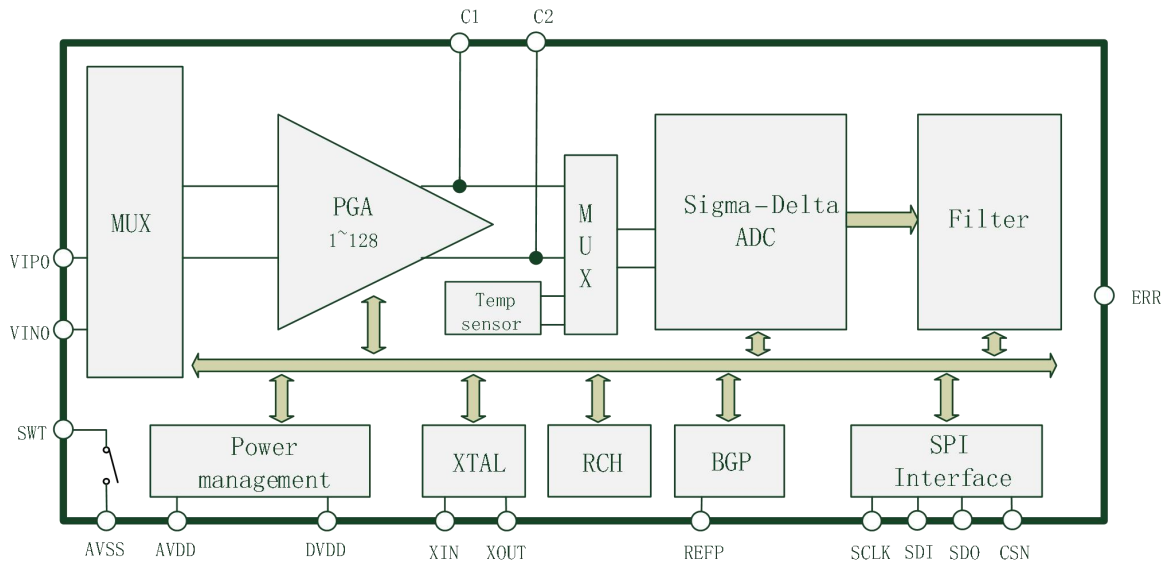 C1
C2
MUX
PGA
1~128
M
U
X
Sigma-Delta
ADC
Filter
VIP0
VIN0
Temp
sensor
ERR
SWT
Power
management
XTAL
RCH
BGP
SPI
Interface
AVSS
AVDD
DVDD
XIN
XOUT
REFP
SCLK
SDI
SDO
CSN